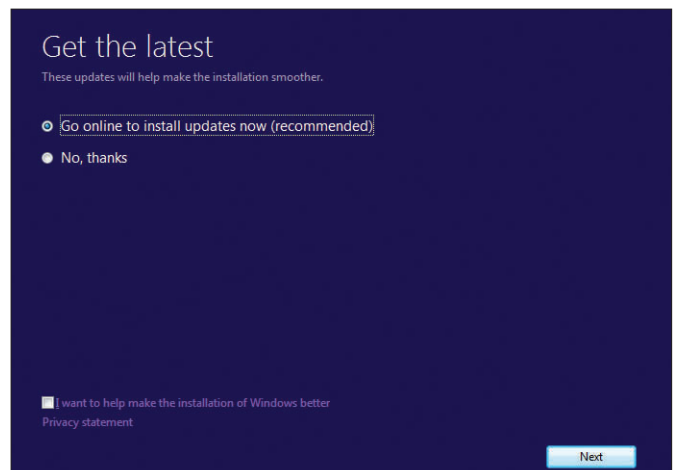 Get the latest
These updates will help make the installation smoother.
Go online to install updates now (recommended)
No, thanks
I want to help make the installation of Windows better
Privacy statement
Next